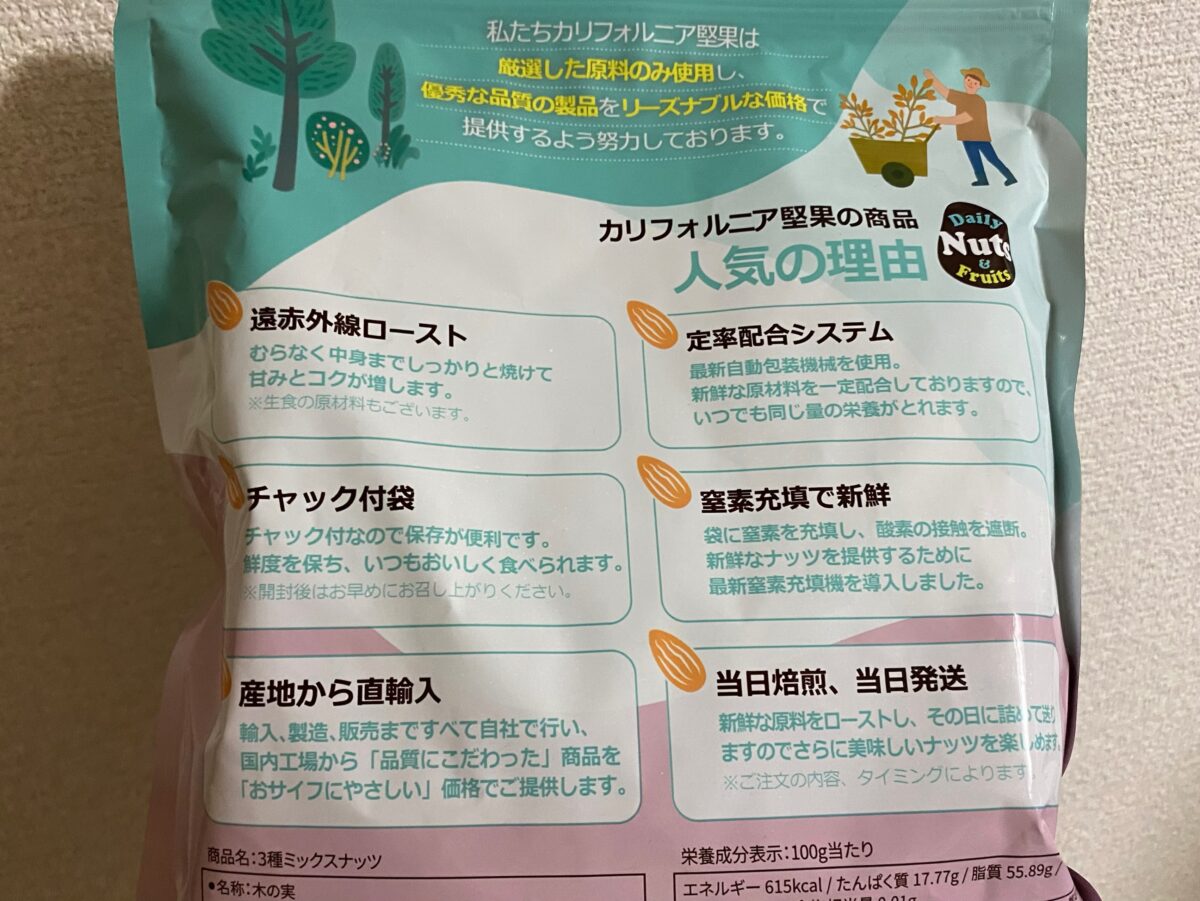 私たちカリフォルニア堅果は
厳選した原料のみ使用し、
優秀な品質の製品をリーズナブルな価格で
提供するよう努力しております。
カリフォルニア堅果の商品
人気の理由
Daily
Nuts
&
Fruits
遠赤外線ロースト
むらなく中身までしっかりと焼けて
甘みとコクが増します。
※生食の原材料もございます。
定率配合システム
最新自動包装機械を使用。
新鮮な原材料を一定配合しておりますので、
いつでも同じ量の栄養がとれます。
チャック付袋
チャック付なので保存が便利です。
鮮度を保ち、いつもおいしく食べられます。
※開封後はお早めにお召し上がりください。
窒素充填で新鮮
袋に窒素を充填し、酸素の接触を遮断。
新鮮なナッツを提供するために
最新窒素充填機を導入しました。
産地から直輸入
輸入、製造、販売まですべて自社で行い、
国内工場から「品質にこだわった」商品を
「おサイフにやさしい」価格でご提供します。
当日焙煎、当日発送
新鮮な原料をローストし、その日に詰めて送り
ますのでさらに美味しいナッツを楽しめます。
※ご注文の内容、タイミングによります
商品名:3種ミックスナッツ
•名称:木の実
栄養成分表示:100g当たり
エネルギー 615kcal / たんぱく質 17.77g / 脂質 55.89g /